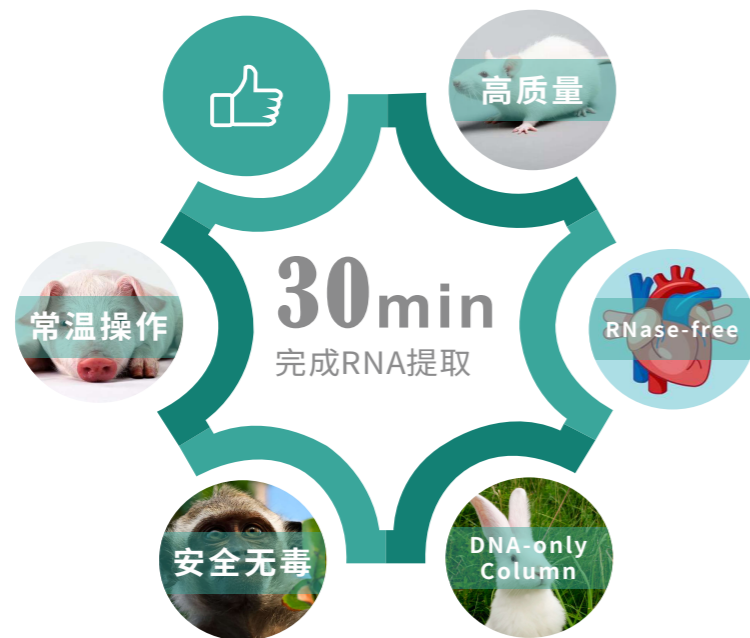 高质量
30min
完成RNA提取
常温操作
RNase-free
安全无毒
DNA-only
Column